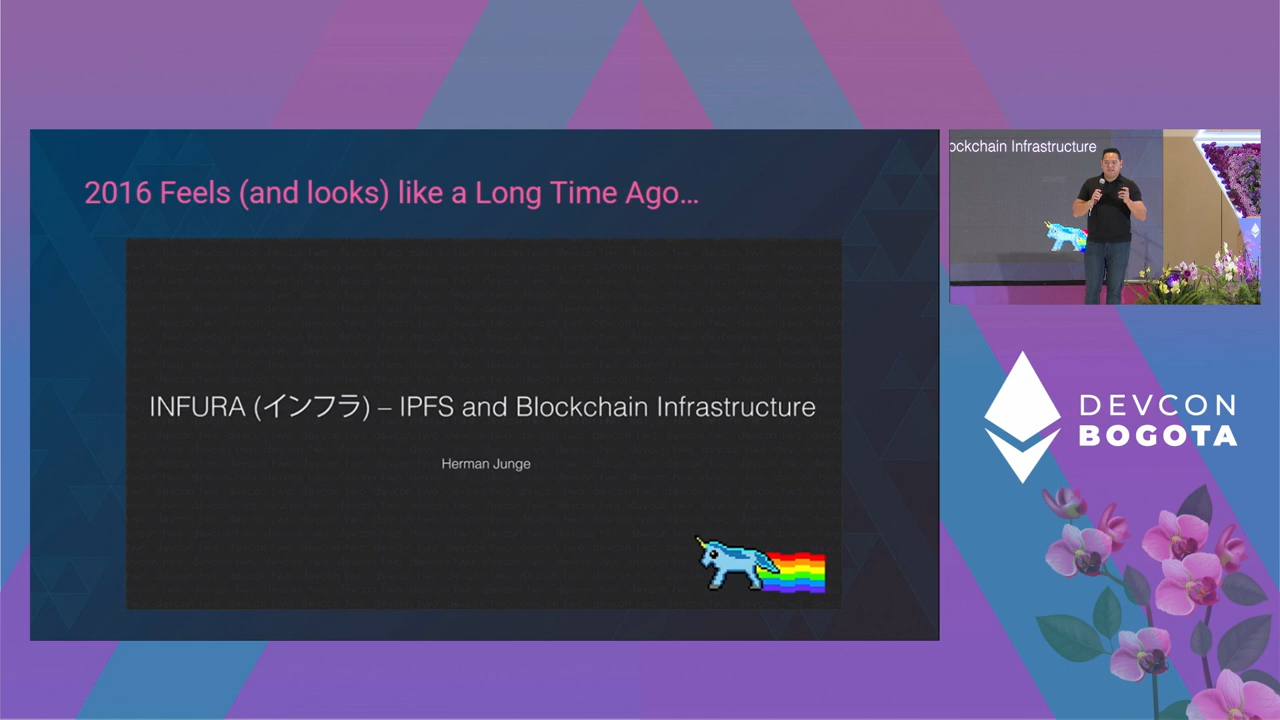 2016 Feels (and looks) like a Long Time Ago...
INFURA (インフラ) – IPFS and Blockchain Infrastructure
Herman Junge
ockchain Infrastructure
DEVCON
BOGOTA